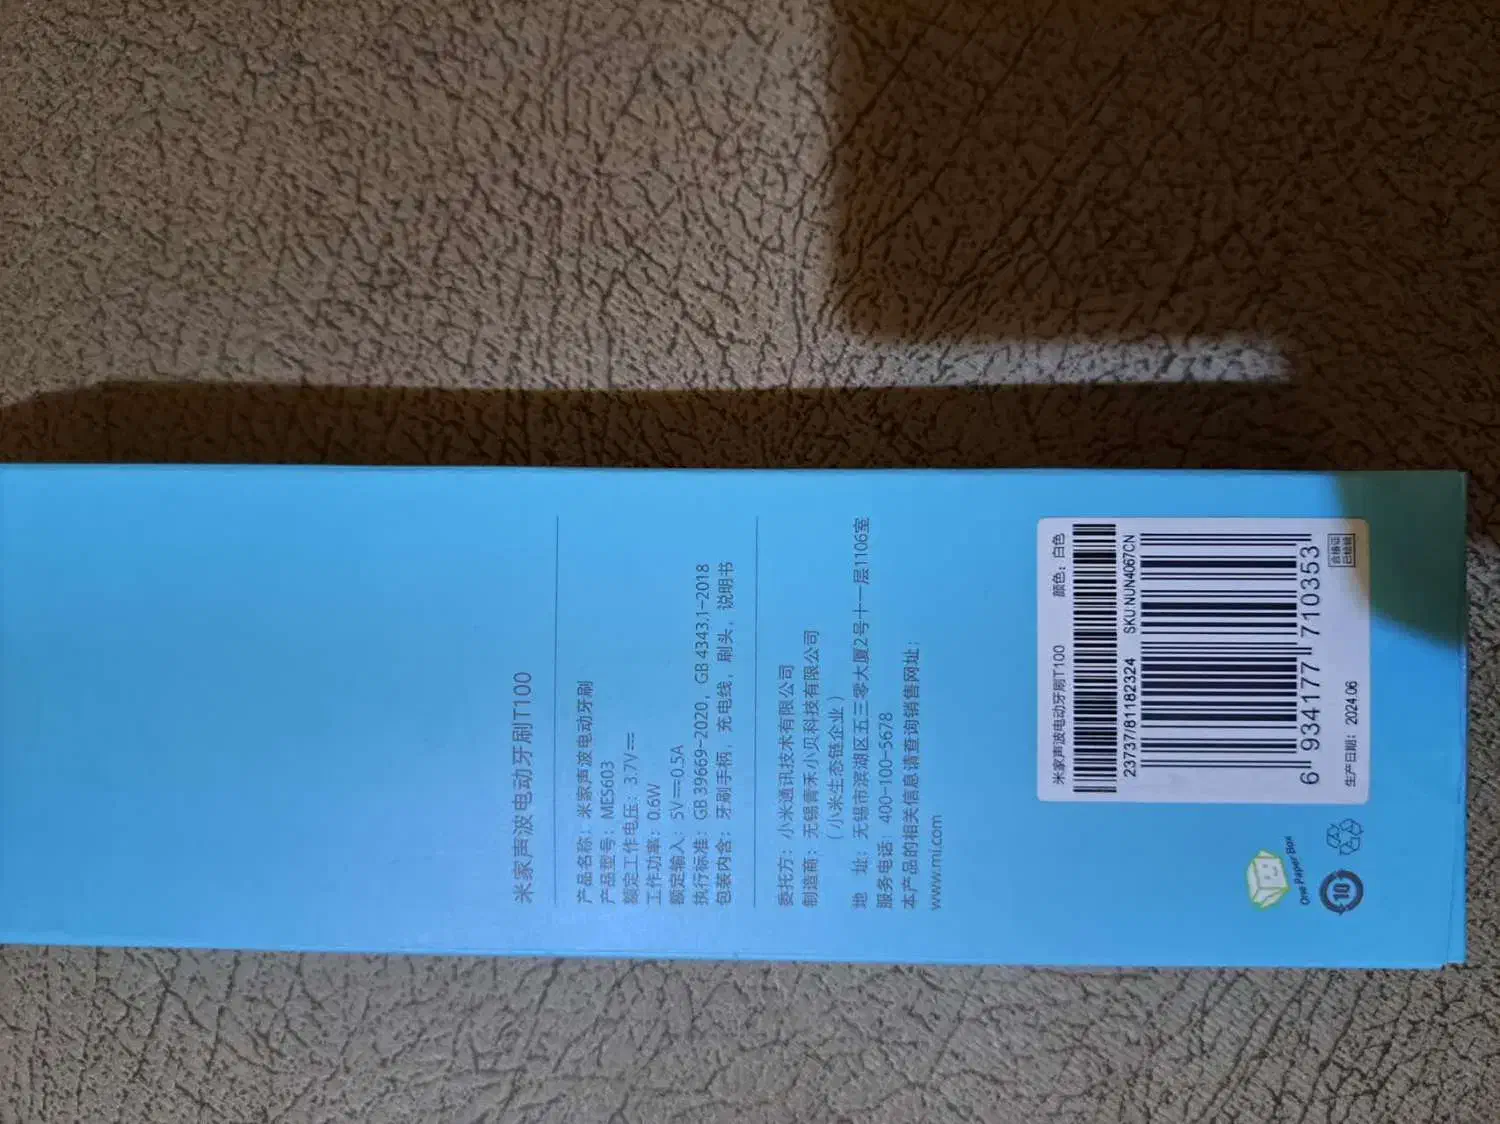 米家声波电动牙刷T100
产品名称：米家声波电动牙刷
产品型号：MES603
额定工作电压：3.7V⎓
工作功率：0.6W
额定输入：5V⎓0.5A
执行标准：GB 39669-2020，GB 4343.1-2018
包装内含：牙刷手柄，充电线，刷头，说明书
委托方：小米通讯技术有限公司
制造商：无锡青禾小贝科技有限公司
（小米生态链企业）
地 址：无锡市滨湖区五三零大厦2号十一层1106室
服务电话：400-100-5678
本产品的相关信息请查询销售网址：
www.mi.com
米家声波电动牙刷T100 颜色：白色
23737/81182324 SKU:NUN4067CN
6 934177 710353
生产日期：2024.06
合格证
已检验
One Paper Box
10